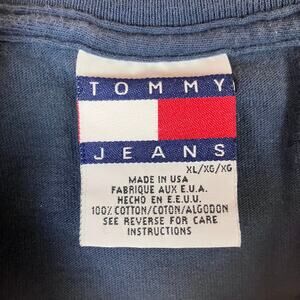 TOMMY
JEANS
XL/XG/XG
MADE IN USA
FABRIQUE AUX E.U.A.
HECHO EN E.E.U.U.
100% COTTON/COTON/ALGODON
SEE REVERSE FOR CARE
INSTRUCTIONS